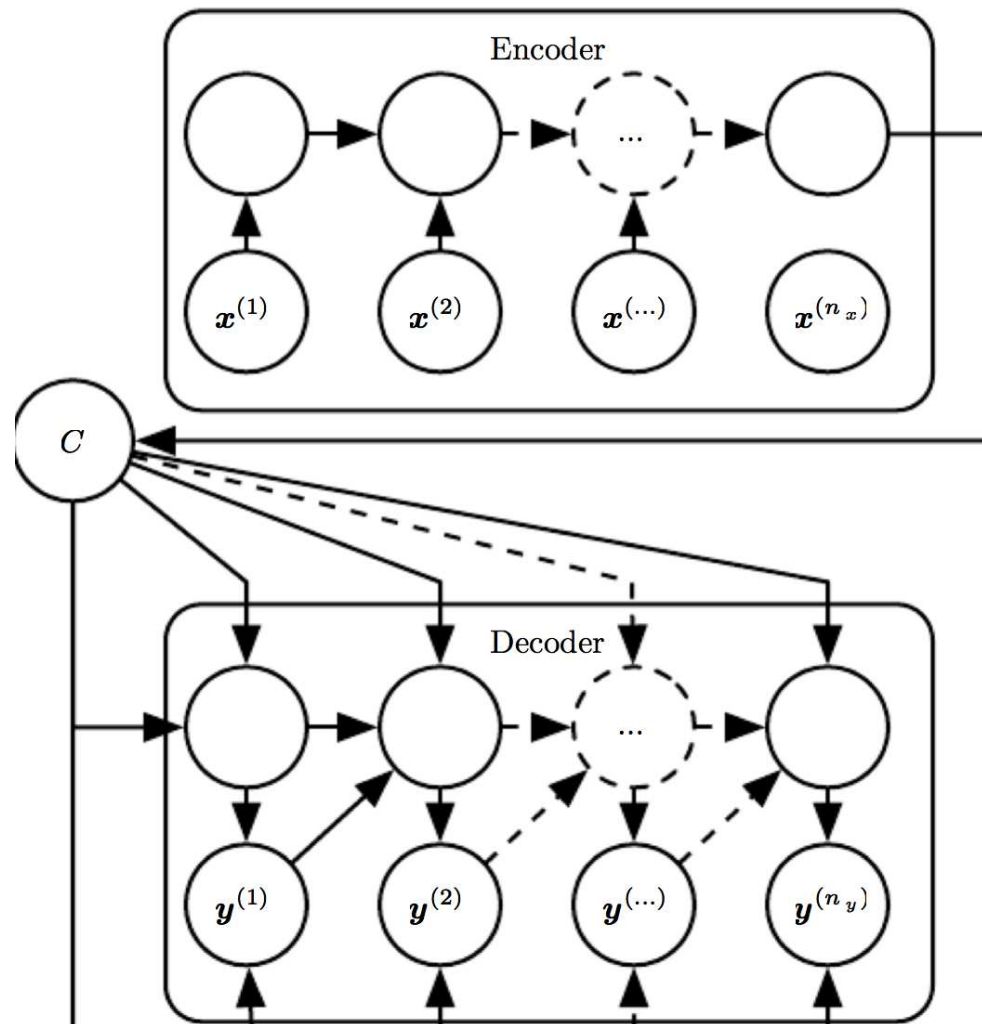 Encoder
...
x^(1) x^(2) x^(...) x^(n_x)
C
Decoder
...
y^(1) y^(2) y^(...) y^(n_y)